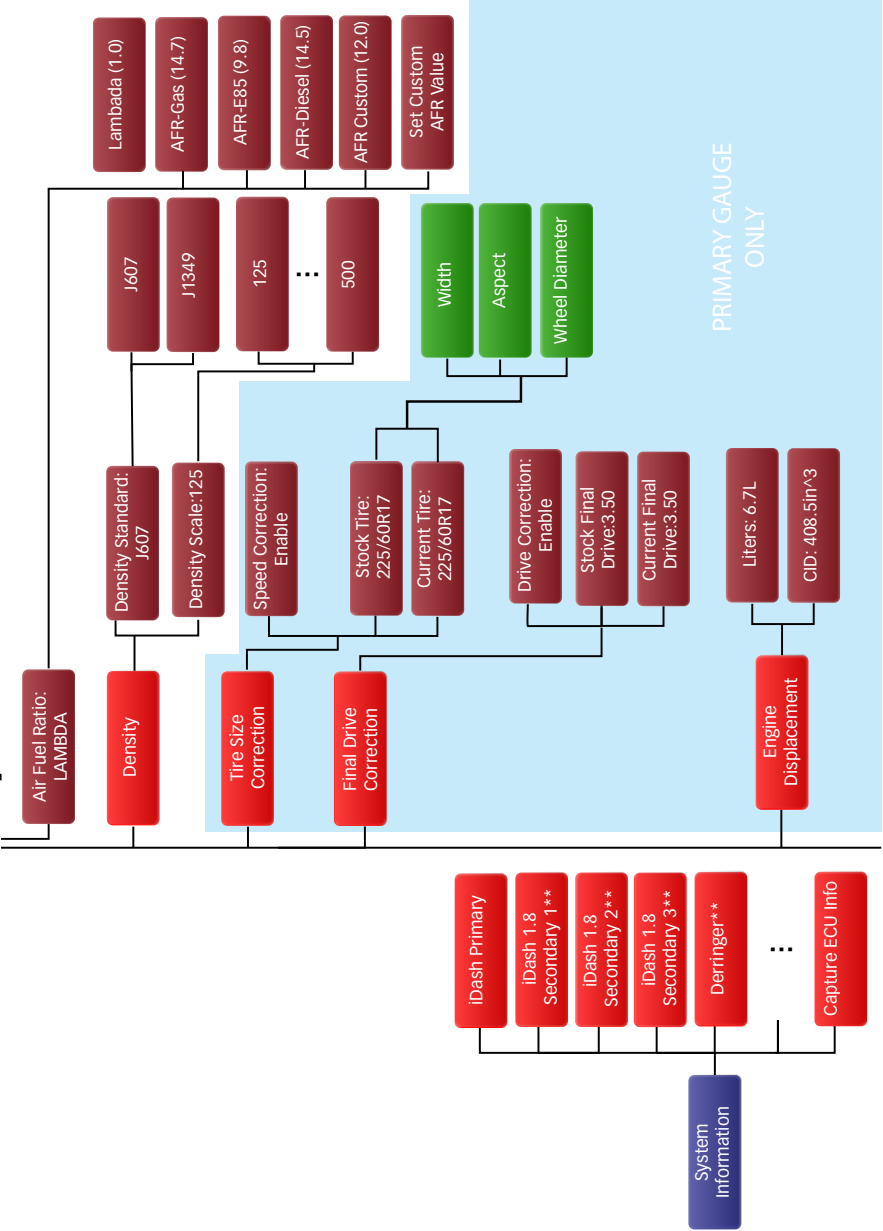 Air Fuel Ratio:
LAMBDA
Lambada (1.0)
AFR-Gas (14.7)
AFR-E85 (9.8)
AFR-Diesel (14.5)
AFR Custom (12.0)
Set Custom
AFR Value
Density
Density Standard:
J607
J607
J1349
Density Scale:125
125
...
500
Tire Size
Correction
Speed Correction:
Enable
Stock Tire:
225/60R17
Current Tire:
225/60R17
Width
Aspect
Wheel Diameter
Final Drive
Correction
Drive Correction:
Enable
Stock Final
Drive:3.50
Current Final
Drive:3.50
PRIMARY GAUGE
ONLY
Engine
Displacement
Liters: 6.7L
CID: 408.5in^3
System
Information
iDash Primary
iDash 1.8
Secondary 1**
iDash 1.8
Secondary 2**
iDash 1.8
Secondary 3**
Derringer**
...
Capture ECU Info